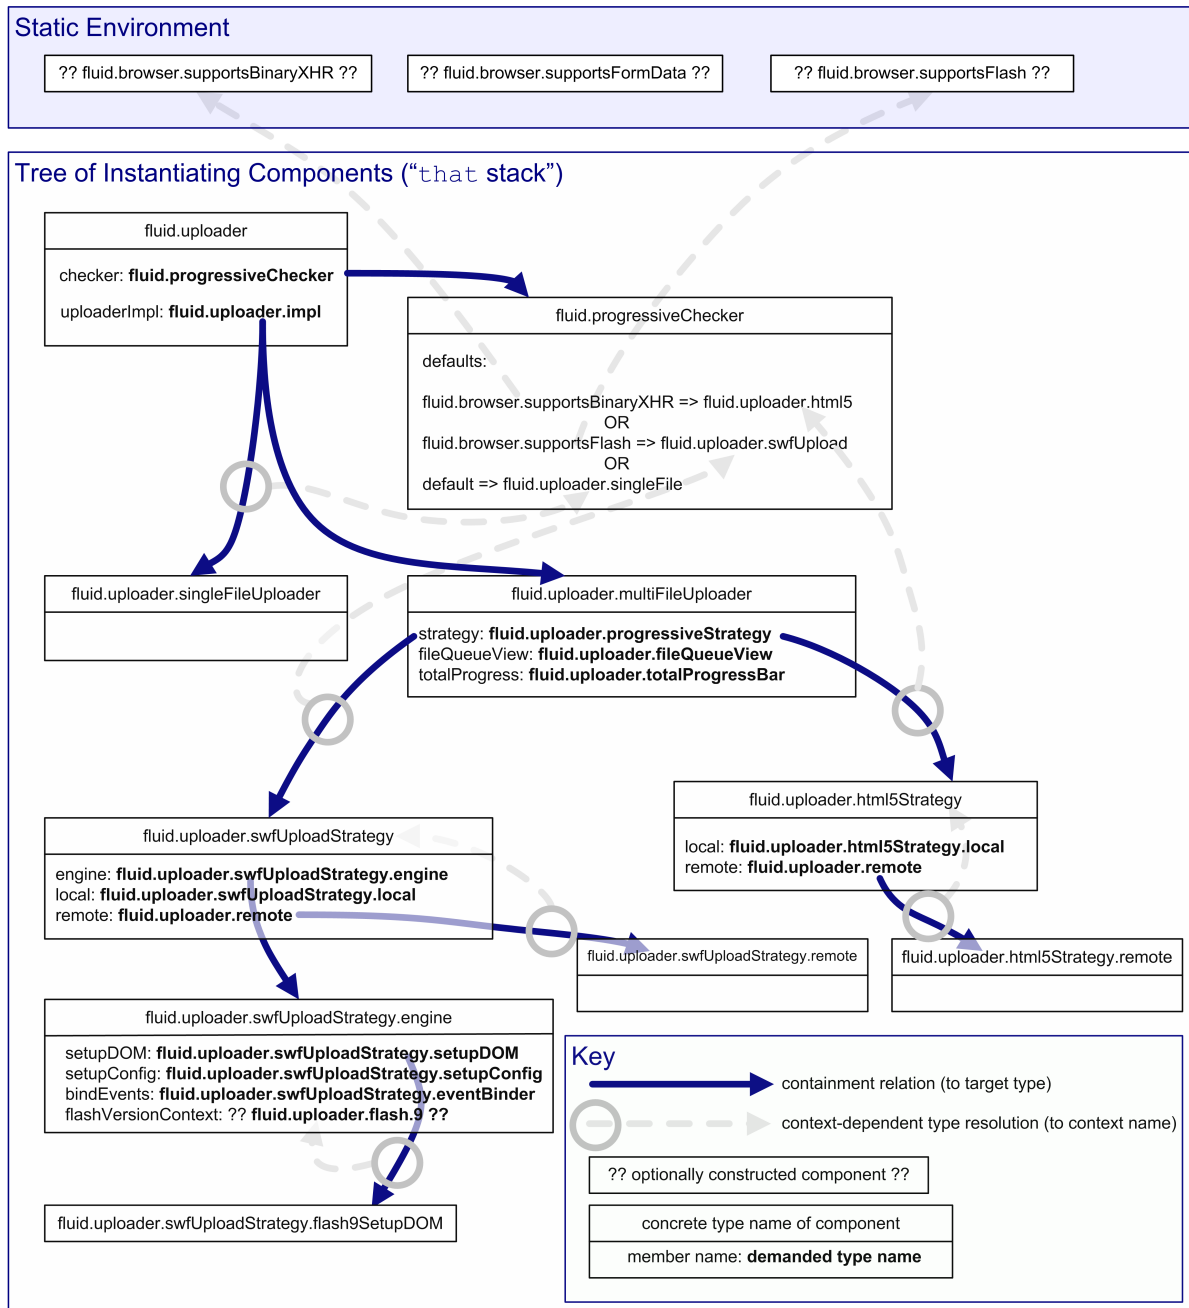 Static Environment
?? fluid.browser.supportsBinaryXHR ??
?? fluid.browser.supportsFormData ??
?? fluid.browser.supportsFlash ??
Tree of Instantiating Components (“that stack”)
fluid.uploader
checker: fluid.progressiveChecker
uploaderImpl: fluid.uploader.impl
fluid.progressiveChecker
defaults:
fluid.browser.supportsBinaryXHR => fluid.uploader.html5
OR
fluid.browser.supportsFlash => fluid.uploader.swfUpload
OR
default => fluid.uploader.singleFile
fluid.uploader.singleFileUploader
fluid.uploader.multiFileUploader
strategy: fluid.uploader.progressiveStrategy
fileQueueView: fluid.uploader.fileQueueView
totalProgress: fluid.uploader.totalProgressBar
fluid.uploader.html5Strategy
local: fluid.uploader.html5Strategy.local
remote: fluid.uploader.remote
fluid.uploader.swfUploadStrategy
engine: fluid.uploader.swfUploadStrategy.engine
local: fluid.uploader.swfUploadStrategy.local
remote: fluid.uploader.remote
fluid.uploader.swfUploadStrategy.remote
fluid.uploader.html5Strategy.remote
fluid.uploader.swfUploadStrategy.engine
setupDOM: fluid.uploader.swfUploadStrategy.setupDOM
setupConfig: fluid.uploader.swfUploadStrategy.setupConfig
bindEvents: fluid.uploader.swfUploadStrategy.eventBinder
flashVersionContext: ?? fluid.uploader.flash.9 ??
fluid.uploader.swfUploadStrategy.flash9SetupDOM
Key
containment relation (to target type)
context-dependent type resolution (to context name)
?? optionally constructed component ??
concrete type name of component
member name: demanded type name